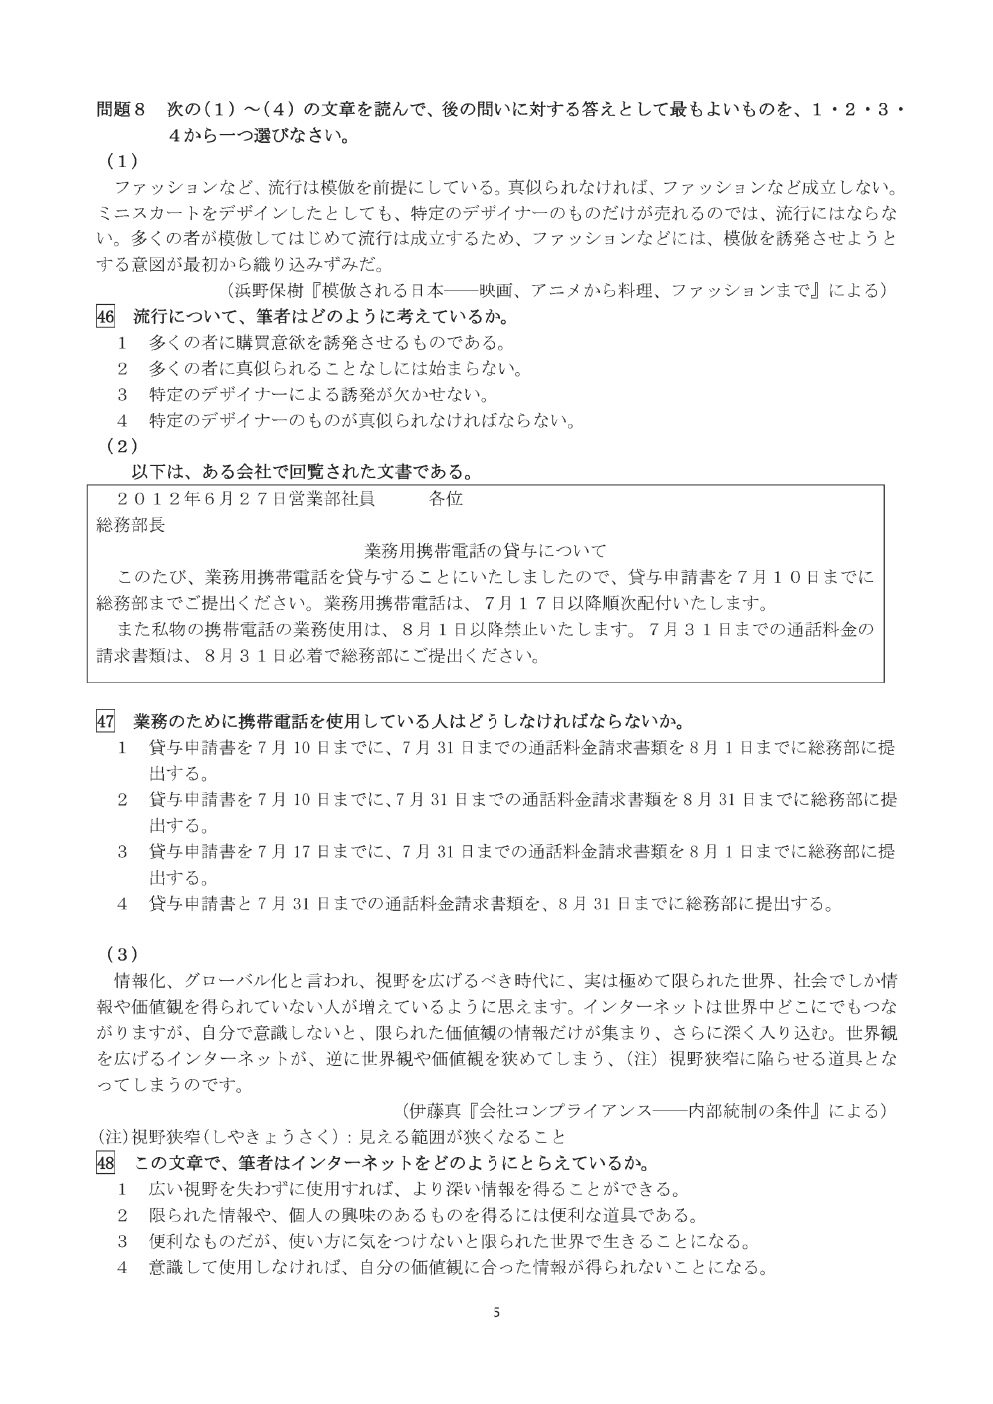 問題８　次の（１）～（４）の文章を読んで、後の問いに対する答えとして最もよいものを、１・２・３・
４から一つ選びなさい。
（１）
ファッションなど、流行は模倣を前提にしている。真似られなければ、ファッションなど成立しない。
ミニスカートをデザインしたとしても、特定のデザイナーのものだけが売れるのでは、流行にはならな
い。多くの者が模倣してはじめて流行は成立するため、ファッションなどには、模倣を誘発させようと
する意図が最初から織り込みずみだ。
（浜野保樹『模倣される日本――映画、アニメから料理、ファッションまで』による）
46　流行について、筆者はどのように考えているか。
1　多くの者に購買意欲を誘発させるものである。
2　多くの者に真似られることなしには始まらない。
3　特定のデザイナーによる誘発が欠かせない。
4　特定のデザイナーのものが真似られなければならない。
（２）
以下は、ある会社で回覧された文書である。
２０１２年６月２７日営業部社員　　　各位
総務部長
業務用携帯電話の貸与について
このたび、業務用携帯電話を貸与することにいたしましたので、貸与申請書を７月１０日までに
総務部までご提出ください。業務用携帯電話は、７月１７日以降順次配付いたします。
また私物の携帯電話の業務使用は、８月１日以降禁止いたします。７月３１日までの通話料金の
請求書類は、８月３１日必着で総務部にご提出ください。
47　業務のために携帯電話を使用している人はどうしなければならないか。
1　貸与申請書を 7 月 10 日までに、7 月 31 日までの通話料金請求書類を 8 月 1 日までに総務部に提
出する。
2　貸与申請書を 7 月 10 日までに、7 月 31 日までの通話料金請求書類を 8 月 31 日までに総務部に提
出する。
3　貸与申請書を 7 月 17 日までに、7 月 31 日までの通話料金請求書類を 8 月 1 日までに総務部に提
出する。
4　貸与申請書と 7 月 31 日までの通話料金請求書類を、8 月 31 日までに総務部に提出する。
（３）
情報化、グローバル化と言われ、視野を広げるべき時代に、実は極めて限られた世界、社会でしか情
報や価値観を得られていない人が増えているように思えます。インターネットは世界中どこにでもつな
がりますが、自分で意識しないと、限られた価値観の情報だけが集まり、さらに深く入り込む。世界観
を広げるインターネットが、逆に世界観や価値観を狭めてしまう、（注）視野狭窄に陥らせる道具とな
ってしまうのです。
（伊藤真『会社コンプライアンス――内部統制の条件』による）
(注)視野狭窄(しやきょうさく)：見える範囲が狭くなること
48　この文章で、筆者はインターネットをどのようにとらえているか。
1　広い視野を失わずに使用すれば、より深い情報を得ることができる。
2　限られた情報や、個人の興味のあるものを得るには便利な道具である。
3　便利なものだが、使い方に気をつけないと限られた世界で生きることになる。
4　意識して使用しなければ、自分の価値観に合った情報が得られないことになる。
5